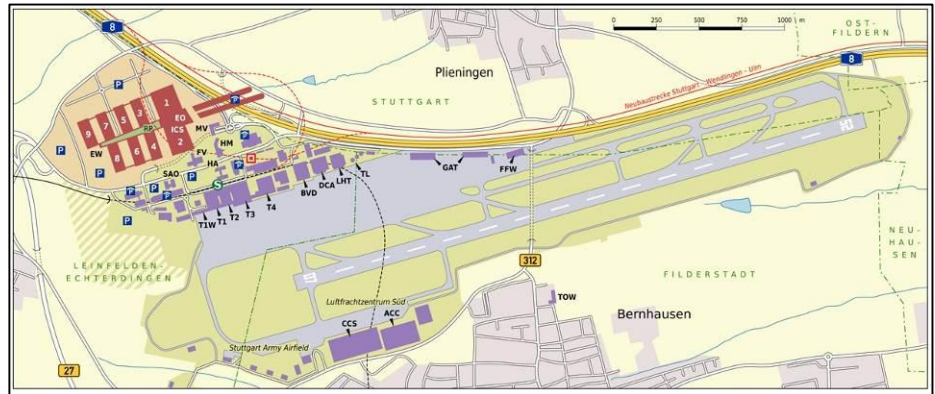 8
0 250 500 750 1000 m
OST-
FILDERN
8
Plieningen
Neubaustrecke Stuttgart - Wendlingen - Ulm
STUTTGART
P
P
1
3
5
7
9
EO
ICS
2
RP
MV
P
EW
8
6
4
FV
HM
HA
SAO
S
P
P
P
P
P
P
T1W
T1
T2
T3
T4
BVD
DCA
LHT
TL
GAT
FFW
LEINFELDEN-
ECHTERDINGEN
NEU-
HAU-
SEN
312
FILDERSTADT
TOW
Luftfrachtzentrum Süd
Bernhausen
CCS
ACC
Stuttgart Army Airfield
27